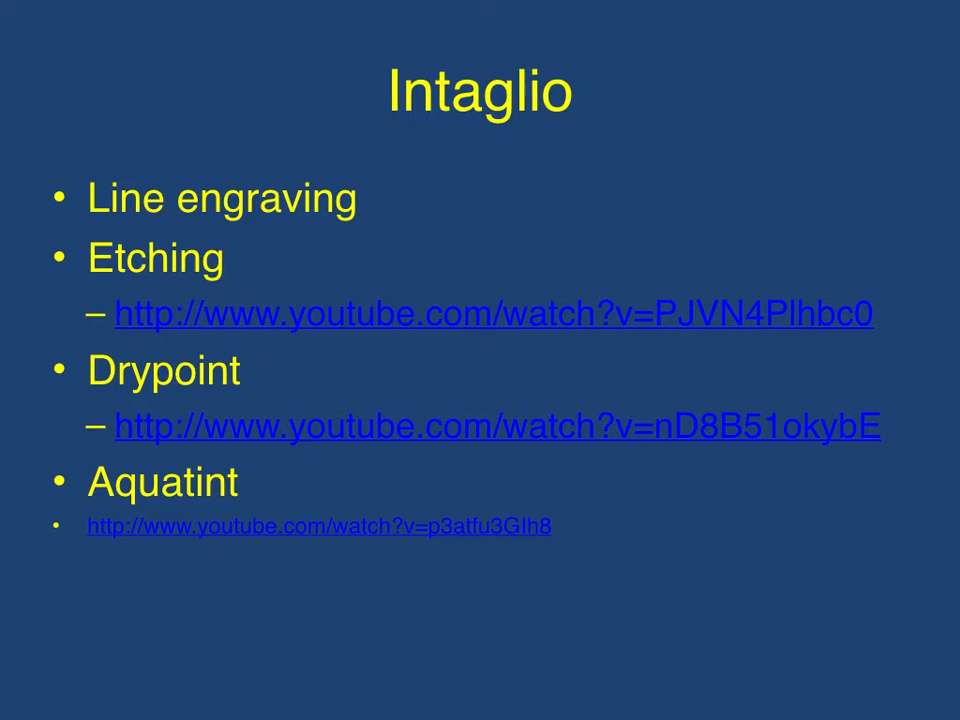 Intaglio
• Line engraving
• Etching
– http://www.youtube.com/watch?v=PJVN4Plhbc0
• Drypoint
– http://www.youtube.com/watch?v=nD8B51okybE
• Aquatint
• http://www.youtube.com/watch?v=p3atfu3GIh8